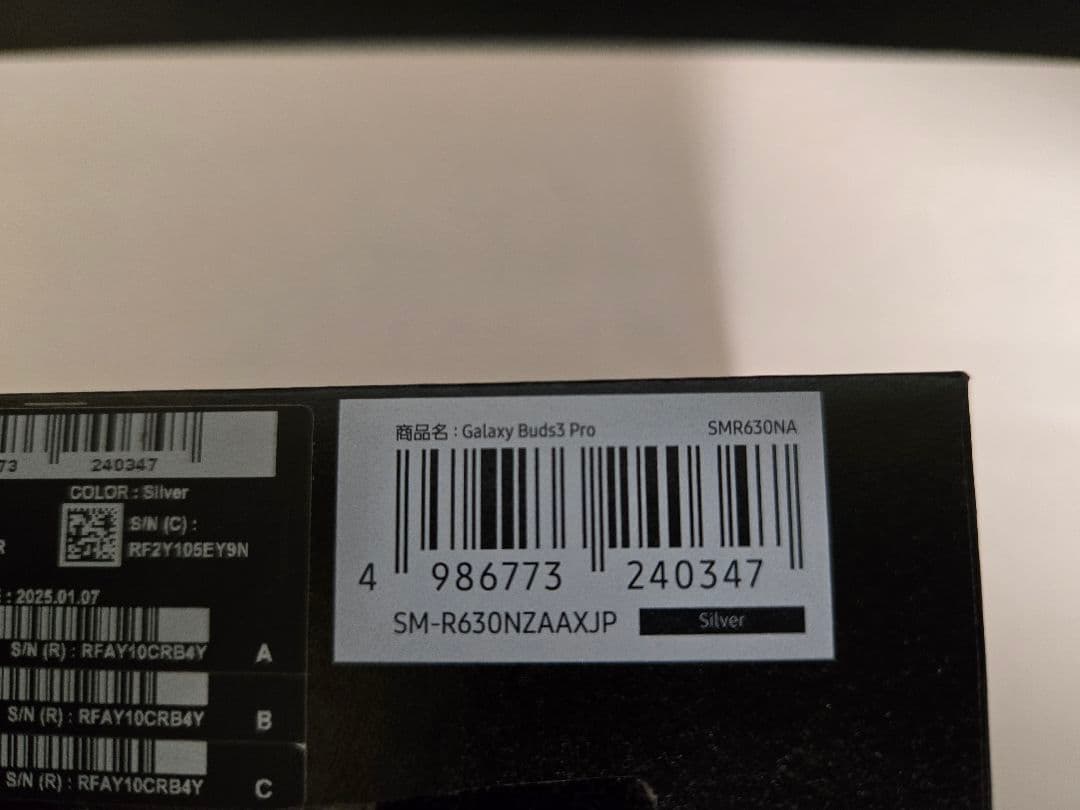 73 240347
COLOR : Silver
S/N (C) :
RF2Y105EY9N
R
: 2025.01.07
S/N (R) : RFAY10CRB4Y A
S/N (R) : RFAY10CRB4Y B
S/N (R) : RFAY10CRB4Y C
商品名 : Galaxy Buds3 Pro SMR630NA
4 986773 240347
SM-R630NZAAXJP Silver